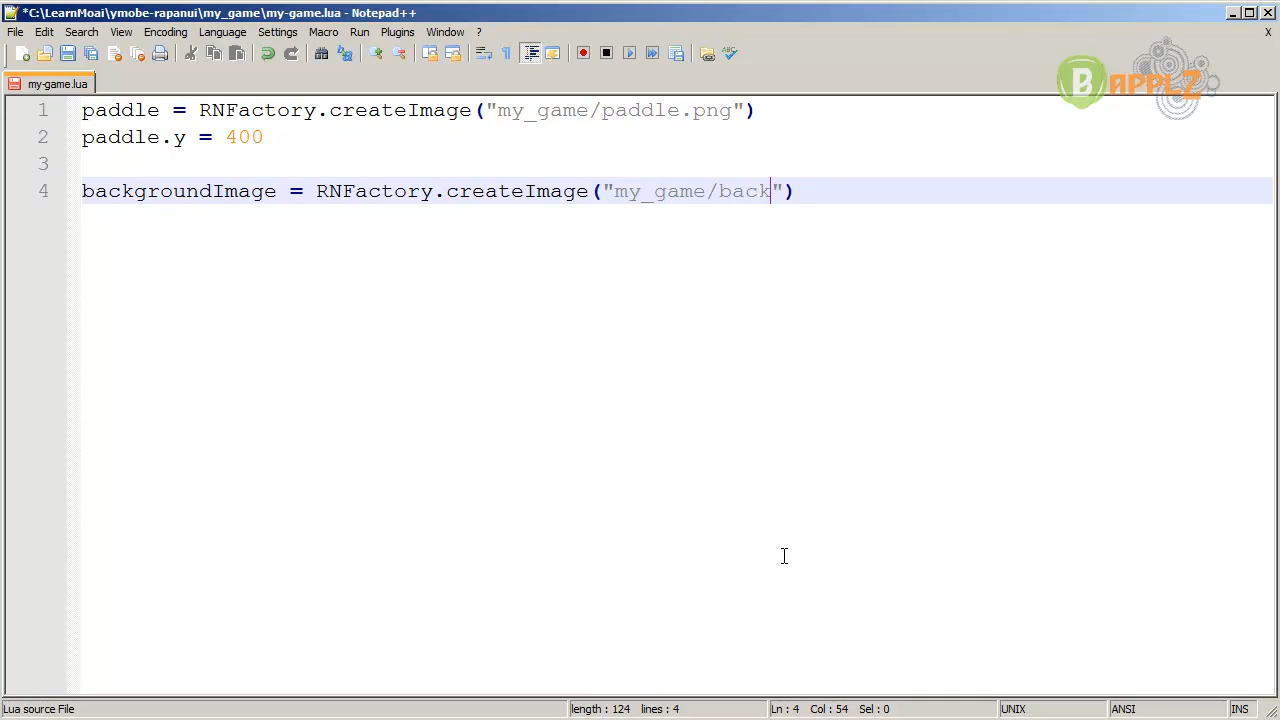 *C:\LearnMoai\ymobe-rapanui\my_game\my-game.lua - Notepad++
File Edit Search View Encoding Language Settings Macro Run Plugins Window ? X
my-game.lua
B APPLZ
1 paddle = RNFactory.createImage("my_game/paddle.png")
2 paddle.y = 400
3
4 backgroundImage = RNFactory.createImage("my_game/back")
Lua source File length : 124 lines : 4 Ln : 4 Col : 54 Sel : 0 UNIX ANSI INS